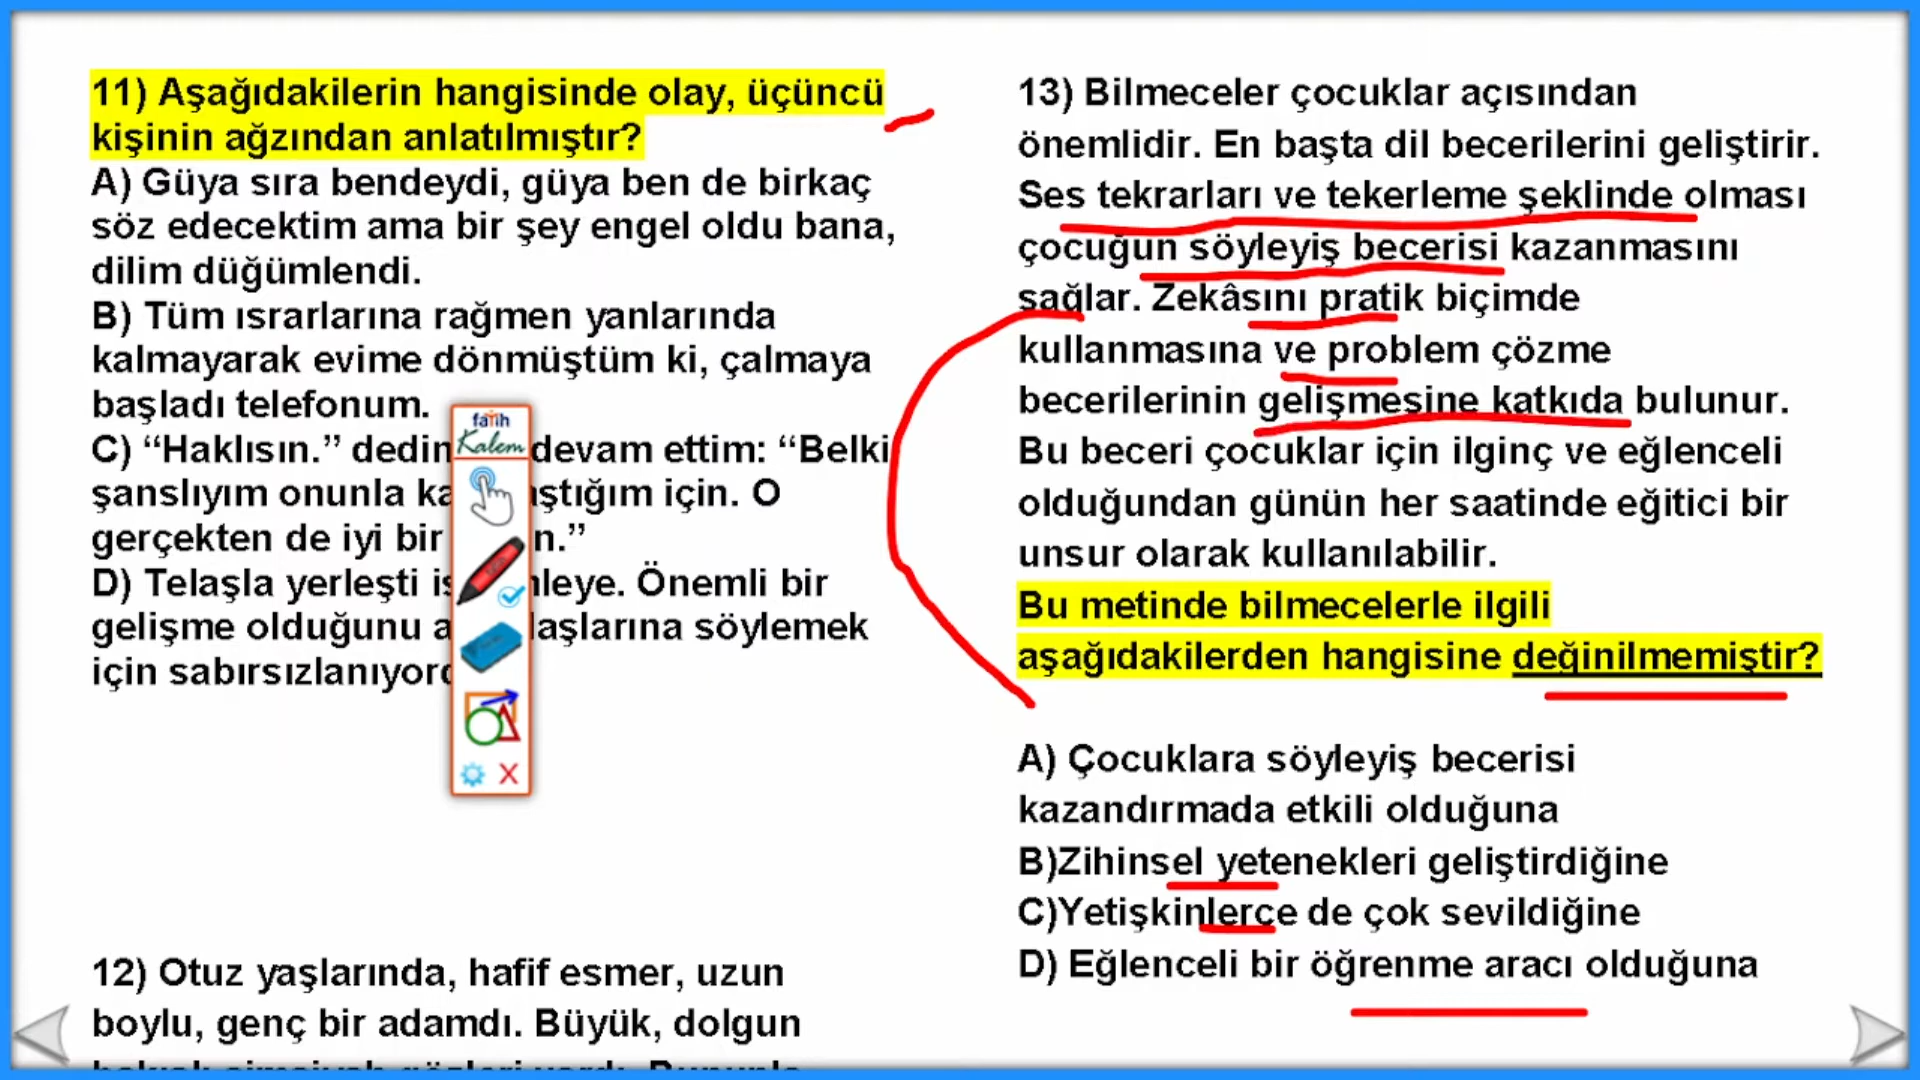 11) Aşağıdakilerin hangisinde olay, üçüncü
kişinin ağzından anlatılmıştır?
A) Güya sıra bendeydi, güya ben de birkaç
söz edecektim ama bir şey engel oldu bana,
dilim düğümlendi.
B) Tüm ısrarlarına rağmen yanlarında
kalmayarak evime dönmüştüm ki, çalmaya
başladı telefonum.
C) “Haklısın.” devam ettim: “Belki
şanslıyım onunla için. O
gerçekten de iyi bir
D) Telaşla yerleşti Önemli bir
gelişme olduğunu söylemek
için
fatih
Kalem
12) Otuz yaşlarında, hafif esmer, uzun
boylu, genç bir adamdı. Büyük, dolgun
13) Bilmeceler çocuklar açısından
önemlidir. En başta dil becerilerini geliştirir.
Ses tekrarları ve tekerleme şeklinde olması
çocuğun söyleyiş becerisi kazanmasını
sağlar. Zekâsını pratik biçimde
kullanmasına ve problem çözme
becerilerinin gelişmesine katkıda bulunur.
Bu beceri çocuklar için ilginç ve eğlenceli
olduğundan günün her saatinde eğitici bir
unsur olarak kullanılabilir.
Bu metinde bilmecelerle ilgili
aşağıdakilerden hangisine değinilmemiştir?
A) Çocuklara söyleyiş becerisi
kazandırmada etkili olduğuna
B)Zihinsel yetenekleri geliştirdiğine
C)Yetişkinlerce de çok sevildiğine
D) Eğlenceli bir öğrenme aracı olduğuna